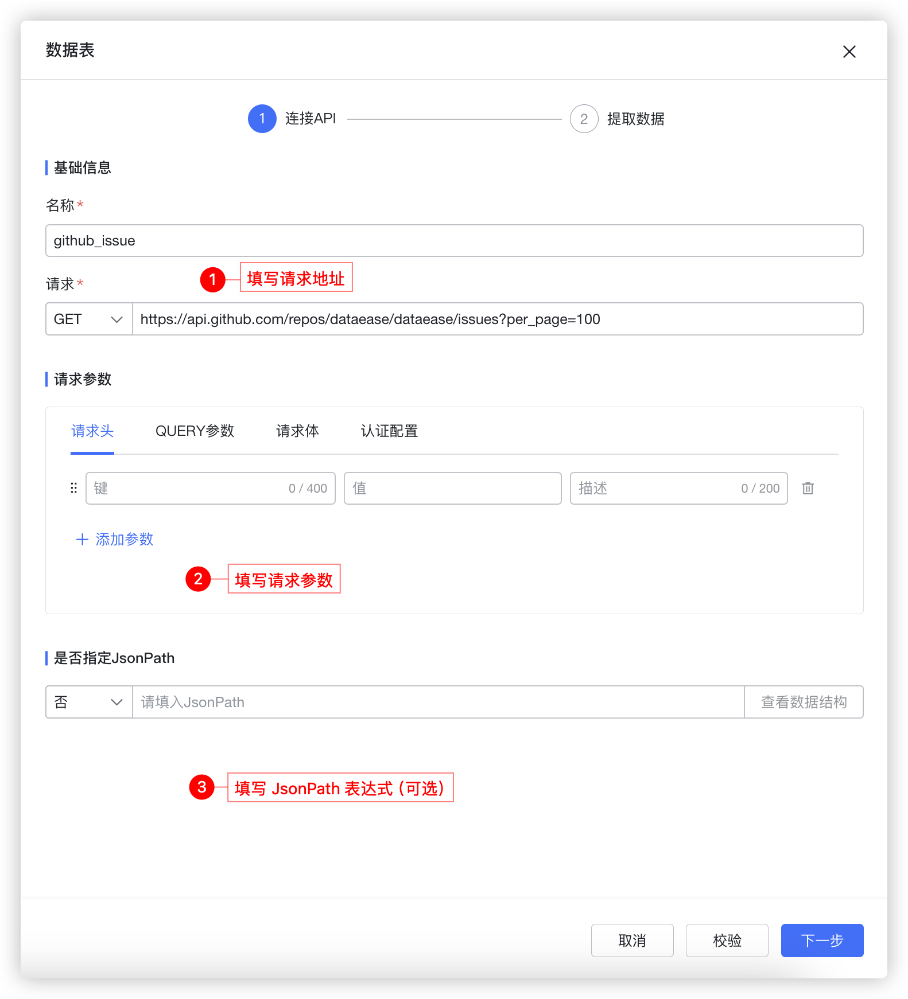 数据表
1 连接API 2 提取数据
基础信息
名称*
github_issue
1 填写请求地址
请求*
GET https://api.github.com/repos/dataease/dataease/issues?per_page=100
请求参数
请求头 QUERY参数 请求体 认证配置
键 0 / 400 值 描述 0 / 200
+ 添加参数
2 填写请求参数
是否指定JsonPath
否 请填入JsonPath 查看数据结构
3 填写 JsonPath 表达式（可选）
取消 校验 下一步